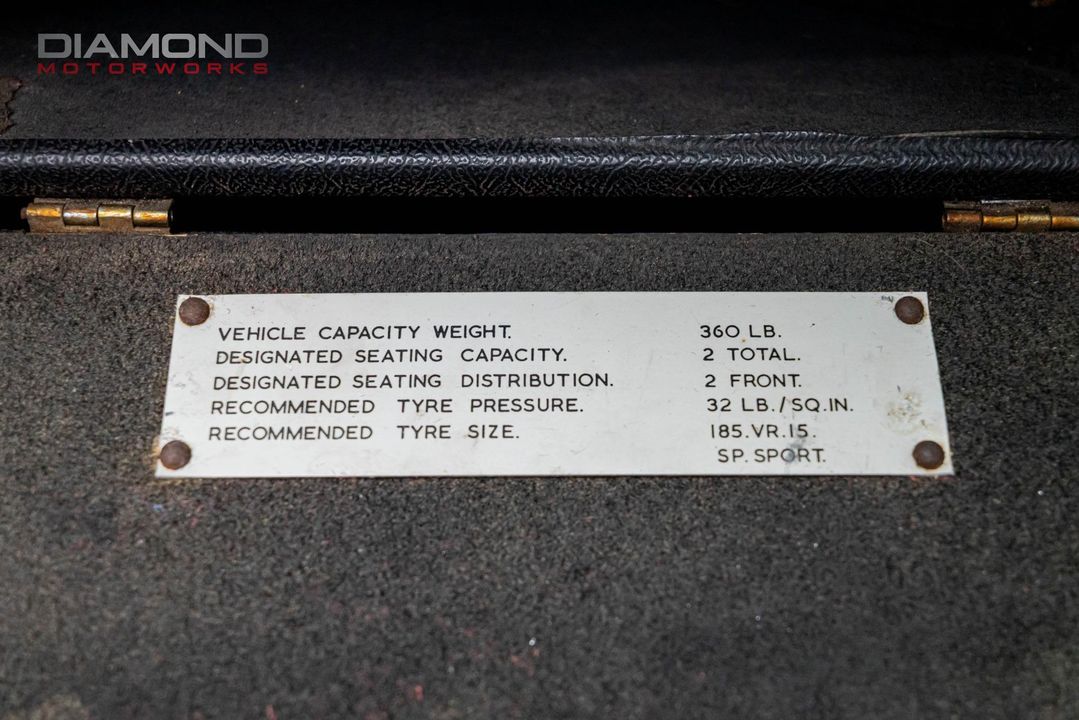 DIAMOND
MOTORWORKS
VEHICLE CAPACITY WEIGHT. 360 LB.
DESIGNATED SEATING CAPACITY. 2 TOTAL.
DESIGNATED SEATING DISTRIBUTION. 2 FRONT.
RECOMMENDED TYRE PRESSURE. 32 LB./SQ.IN.
RECOMMENDED TYRE SIZE. 185.VR.15.
SP. SPORT.